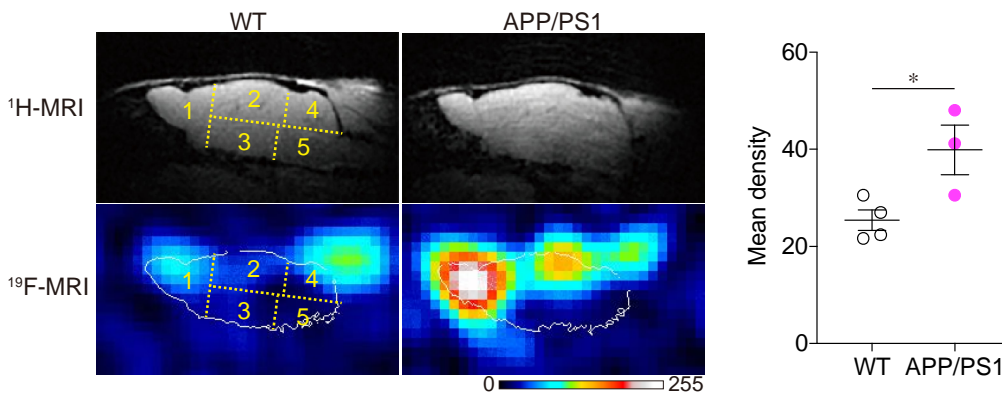 WT
APP/PS1
¹H-MRI
1
2
4
3
5
¹⁹F-MRI
1
2
4
3
5
0
255
60
40
20
0
Mean density
*
WT
APP/PS1